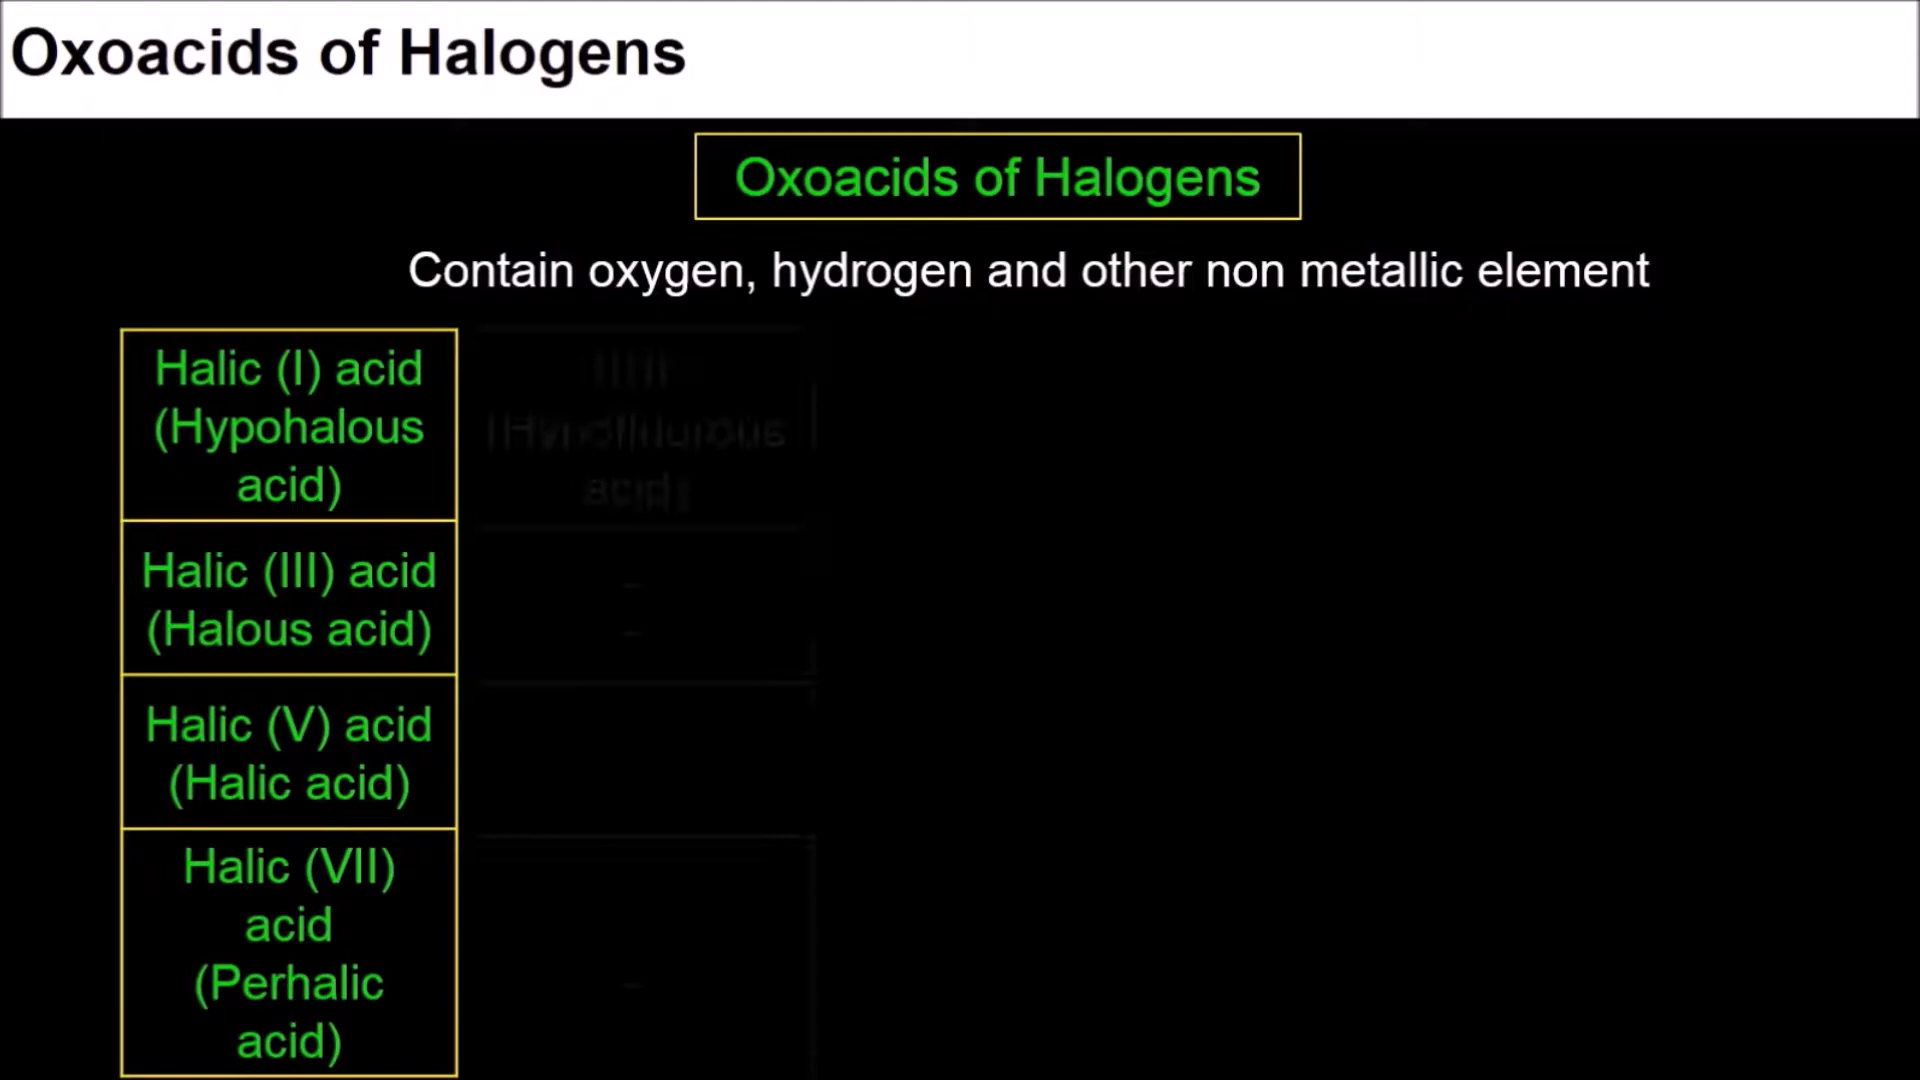 Oxoacids of Halogens
Oxoacids of Halogens
Contain oxygen, hydrogen and other non metallic element
Halic (I) acid
(Hypohalous
acid)
Halic (III) acid
(Halous acid)
Halic (V) acid
(Halic acid)
Halic (VII)
acid
(Perhalic
acid)